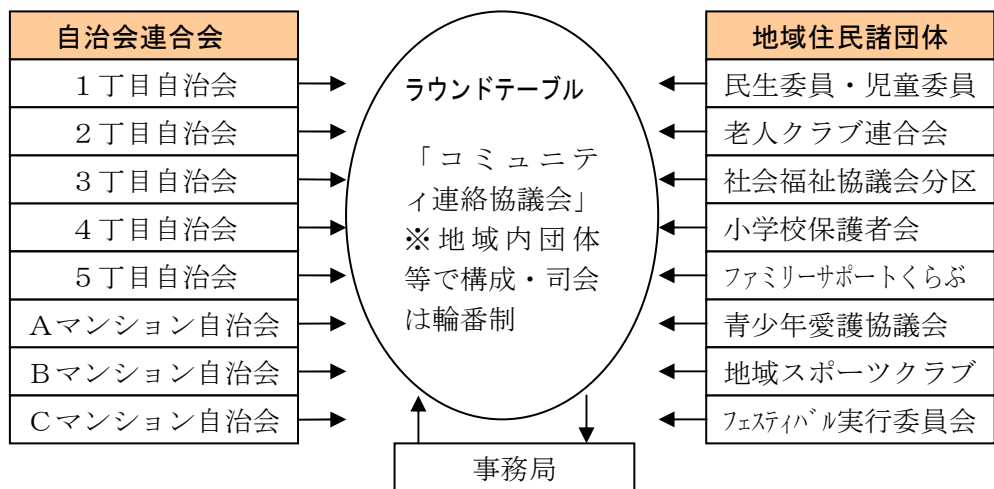 自治会連合会
1丁目自治会
2丁目自治会
3丁目自治会
4丁目自治会
5丁目自治会
Aマンション自治会
Bマンション自治会
Cマンション自治会
ラウンドテーブル
「コミュニテ
ィ連絡協議会」
※地域内団体
等で構成・司会
は輪番制
事務局
地域住民諸団体
民生委員・児童委員
老人クラブ連合会
社会福祉協議会分区
小学校保護者会
ファミリーサポートくらぶ
青少年愛護協議会
地域スポーツクラブ
フェスティバル実行委員会